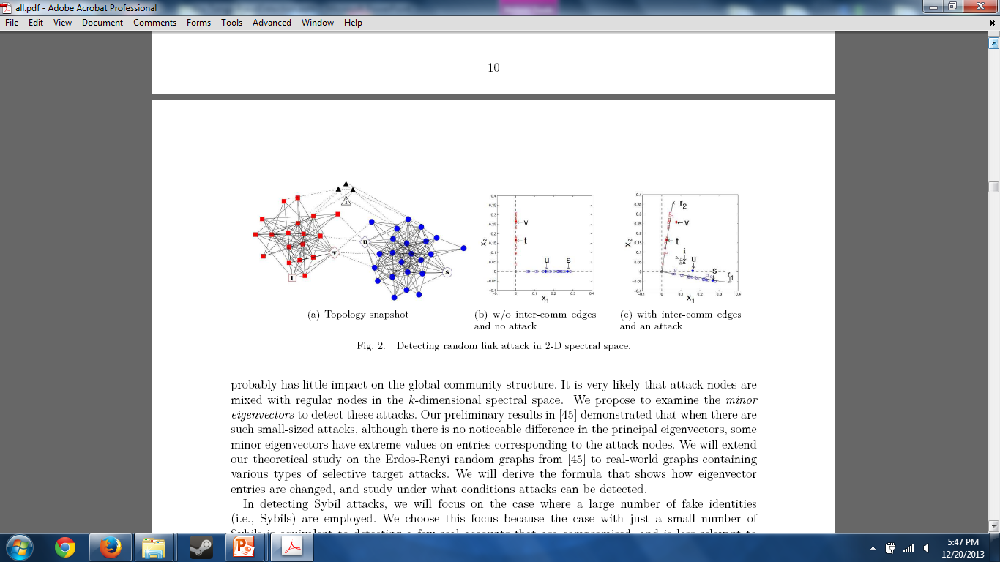 all.pdf - Adobe Acrobat Professional
File Edit View Document Comments Forms Tools Advanced Window Help
10
i
u
v
t
s
0.4
0.35
0.3
0.25
0.2
0.15
0.1
0.05
0
-0.05
-0.1
x2
v
t
u
s
-0.1 0 0.1 0.2 0.3 0.4
x1
0.4
0.35
0.3
0.25
0.2
0.15
0.1
0.05
0
-0.05
-0.1
x2
r2
v
t
i
u
s
r1
-0.1 0 0.1 0.2 0.3 0.4
x1
(a) Topology snapshot
(b) w/o inter-comm edges
and no attack
(c) with inter-comm edges
and an attack
Fig. 2. Detecting random link attack in 2-D spectral space.
probably has little impact on the global community structure. It is very likely that attack nodes are
mixed with regular nodes in the k-dimensional spectral space. We propose to examine the minor
eigenvectors to detect these attacks. Our preliminary results in [45] demonstrated that when there are
such small-sized attacks, although there is no noticeable difference in the principal eigenvectors, some
minor eigenvectors have extreme values on entries corresponding to the attack nodes. We will extend
our theoretical study on the Erdos-Renyi random graphs from [45] to real-world graphs containing
various types of selective target attacks. We will derive the formula that shows how eigenvector
entries are changed, and study under what conditions attacks can be detected.
In detecting Sybil attacks, we will focus on the case where a large number of fake identities
(i.e., Sybils) are employed. We choose this focus because the case with just a small number of
5:47 PM
12/20/2013